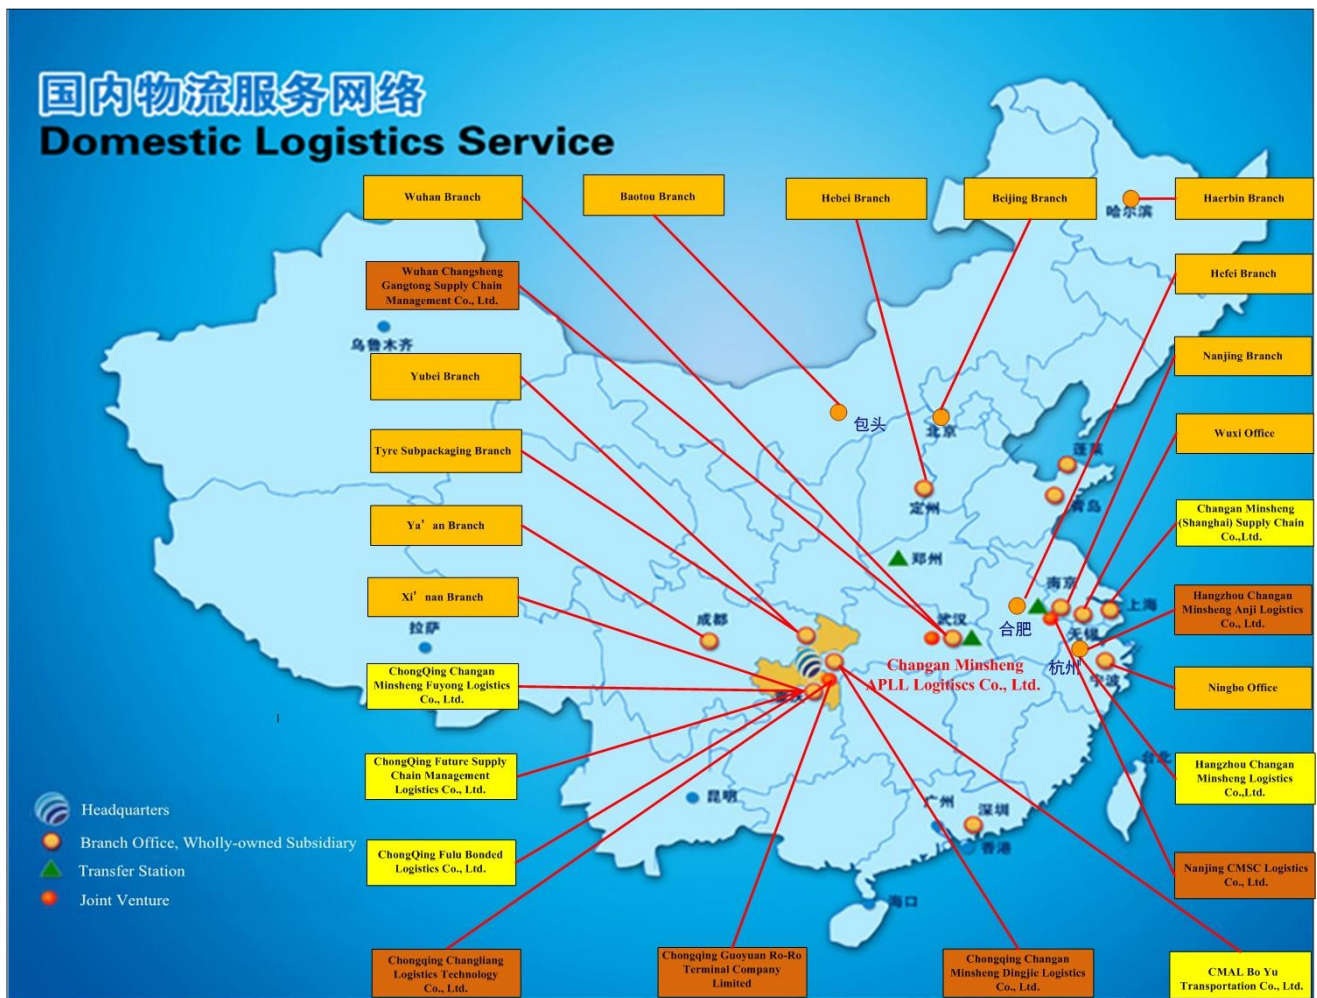 国内物流服务网络
Domestic Logistics Service
Wuhan Branch
Baotou Branch
Hebei Branch
Beijing Branch
Haerbin Branch
哈尔滨
Wuhan Changsheng
Gangtong Supply Chain
Management Co., Ltd.
Hefei Branch
乌鲁木齐
Yubei Branch
Nanjing Branch
包头
北京
Tyre Subpackaging Branch
Wuxi Office
蓬莱
定州
青岛
Changan Minsheng
(Shanghai) Supply Chain
Co.,Ltd.
Ya’an Branch
郑州
南京
Xi’nan Branch
上海
Hangzhou Changan
Minsheng Anji Logistics
Co., Ltd.
成都
武汉
合肥
无锡
拉萨
Changan Minsheng
APLL Logitiscs Co., Ltd.
杭州
宁波
ChongQing Changan
Minsheng Fuyong Logistics
Co., Ltd.
重庆
Ningbo Office
ChongQing Future Supply
Chain Management
Logistics Co., Ltd.
台北
Hangzhou Changan
Minsheng Logistics
Co.,Ltd.
昆明
广州
深圳
香港
Headquarters
Branch Office, Wholly-owned Subsidiary
Transfer Station
Joint Venture
ChongQing Fulu Bonded
Logistics Co., Ltd.
Nanjing CMSC Logistics
Co., Ltd.
海口
Chongqing Changliang
Logistics Technology
Co., Ltd.
Chongqing Guoyuan Ro-Ro
Terminal Company
Limited
Chongqing Changan
Minsheng Dingjie Logistics
Co., Ltd.
CMAL Bo Yu
Transportation Co., Ltd.